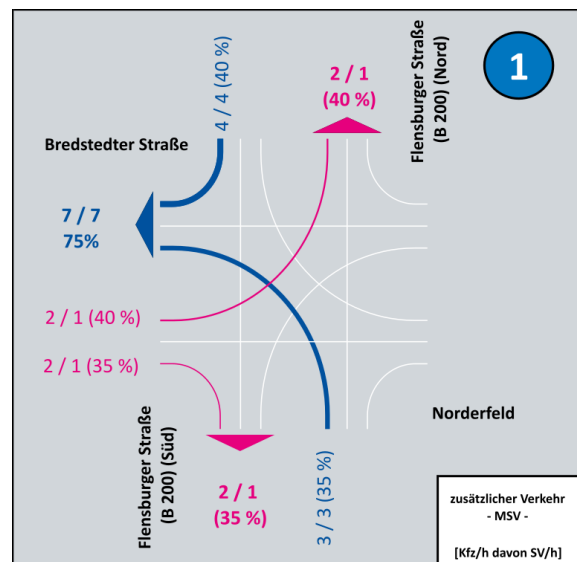 4 / 4 (40 %)
2 / 1
(40 %)
Flensburger Straße
(B 200) (Nord)
1
Bredstedter Straße
7 / 7
75%
2 / 1 (40 %)
2 / 1 (35 %)
Norderfeld
Flensburger Straße
(B 200) (Süd)
2 / 1
(35 %)
3 / 3 (35 %)
zusätzlicher Verkehr
- MSV -
[Kfz/h davon SV/h]